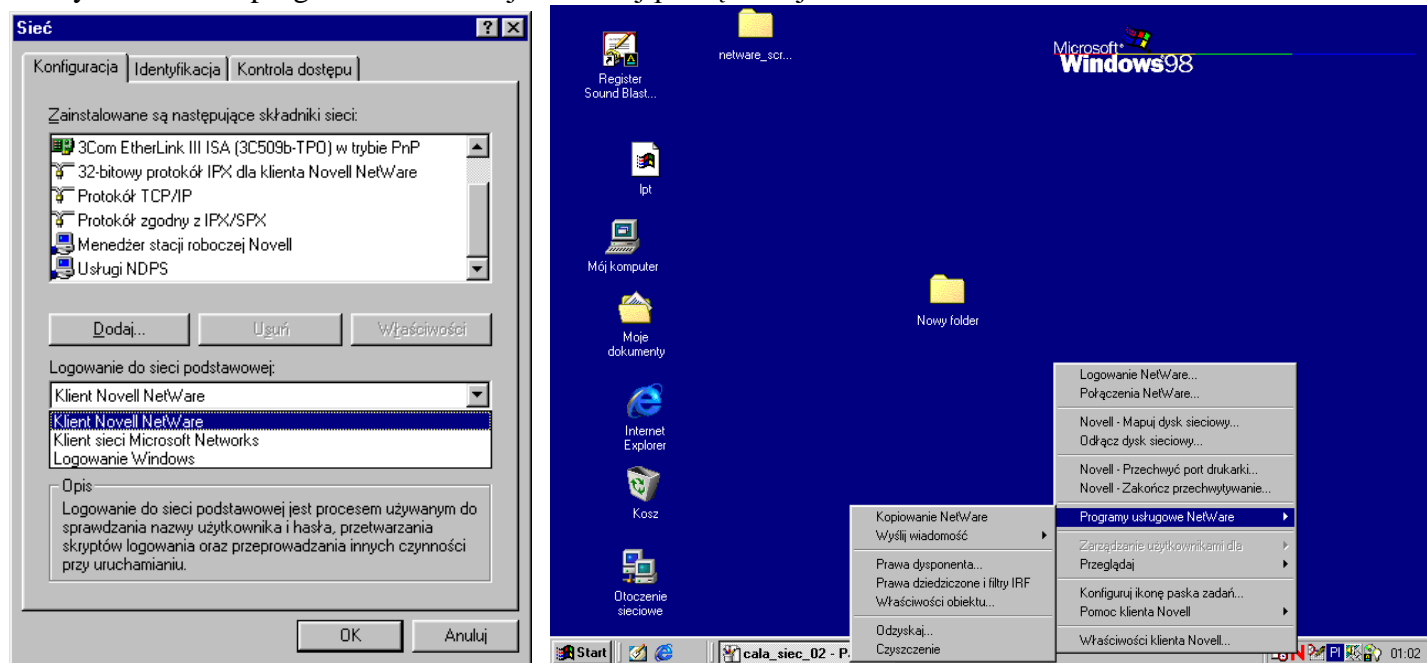 Sieć
Konfiguracja Identyfikacja Kontrola dostępu
Zainstalowane są następujące składniki sieci:
3Com EtherLink III ISA (3C509b-TPO) w trybie PnP
32-bitowy protokół IPX dla klienta Novell NetWare
Protokół TCP/IP
Protokół zgodny z IPX/SPX
Menedżer stacji roboczej Novell
Usługi NDPS
Dodaj... Usuń Właściwości
Logowanie do sieci podstawowej:
Klient Novell NetWare
Klient Novell NetWare
Klient sieci Microsoft Networks
Logowanie Windows
Opis
Logowanie do sieci podstawowej jest procesem używanym do
sprawdzania nazwy użytkownika i hasła, przetwarzania
skryptów logowania oraz przeprowadzania innych czynności
przy uruchamianiu.
OK Anuluj
Register
Sound Blast...
netware_scr...
Microsoft
Windows98
lpt
Mój komputer
Nowy folder
Moje
dokumenty
Internet
Explorer
Kosz
Otoczenie
sieciowe
Logowanie NetWare...
Połączenia NetWare...
Novell - Mapuj dysk sieciowy...
Odłącz dysk sieciowy...
Novell - Przechwyć port drukarki...
Novell - Zakończ przechwytywanie...
Programy usługowe NetWare
Zarządzanie użytkownikami dla
Przeglądaj
Konfiguruj ikonę paska zadań...
Pomoc klienta Novell
Właściwości klienta Novell...
Kopiowanie NetWare
Wyślij wiadomość
Prawa dysponenta...
Prawa dziedziczone i filtry IRF
Właściwości obiektu...
Odzyskaj...
Czyszczenie
Start cala_siec_02 - P PI 01:02